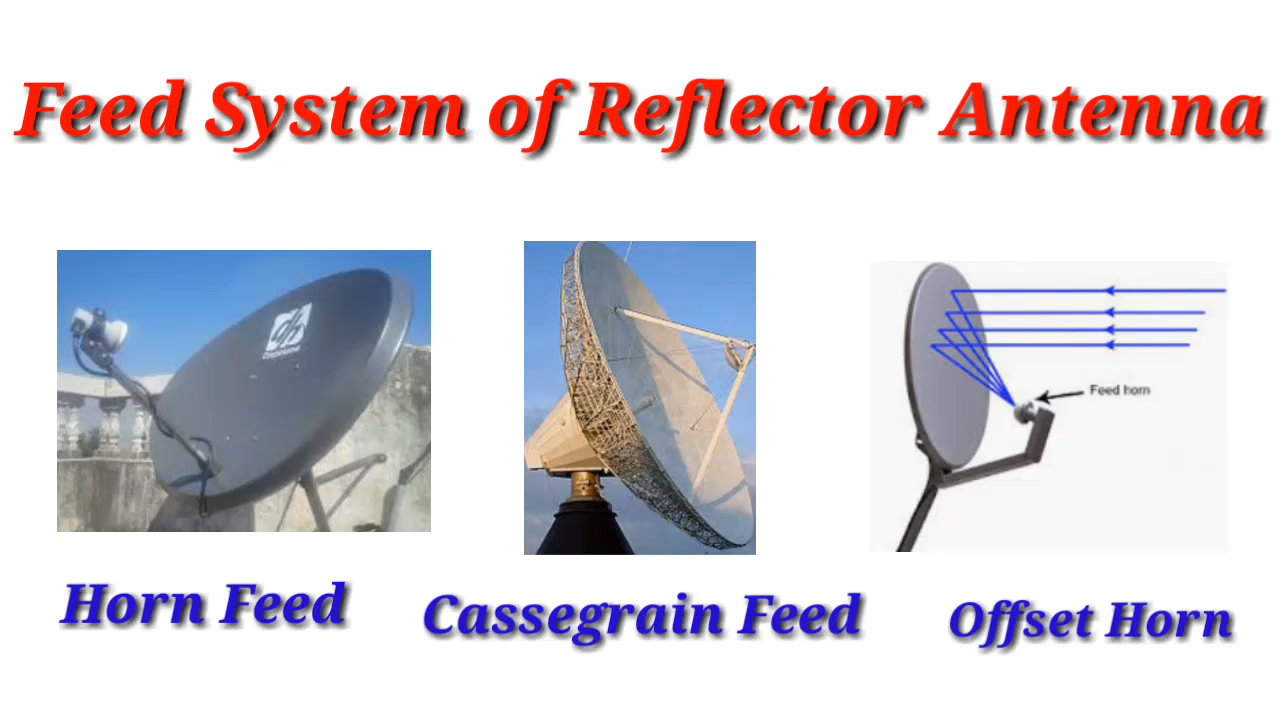 Feed System of Reflector Antenna
Feed horn
Horn Feed
Cassegrain Feed
Offset Horn